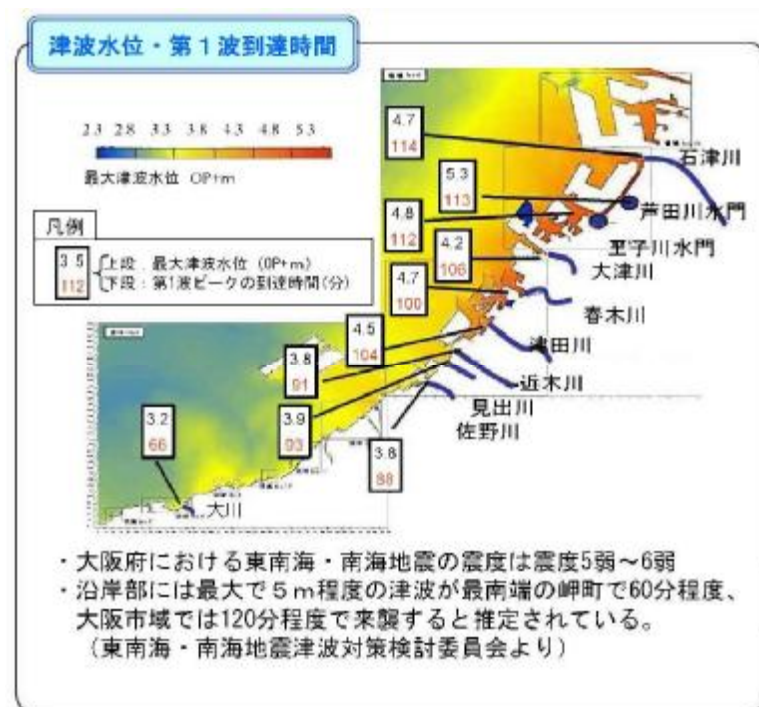 津波水位・第１波到達時間
2.3 2.8 3.3 3.8 4.3 4.8 5.3
最大津波水位 OP+m
凡例
3.5
112
上段：最大津波水位（OP+m）
下段：第1波ピークの到達時間(分)
4.7
114
石津川
5.3
113
芦田川水門
4.8
112
王子川水門
4.2
106
大津川
4.7
100
春木川
4.5
104
津田川
3.8
91
近木川
3.9
93
見出川
佐野川
3.8
88
3.2
66
大川
・大阪府における東南海・南海地震の震度は震度5弱～6弱
・沿岸部には最大で５ｍ程度の津波が最南端の岬町で60分程度、
大阪市域では120分程度で来襲すると推定されている。
（東南海・南海地震津波対策検討委員会より）